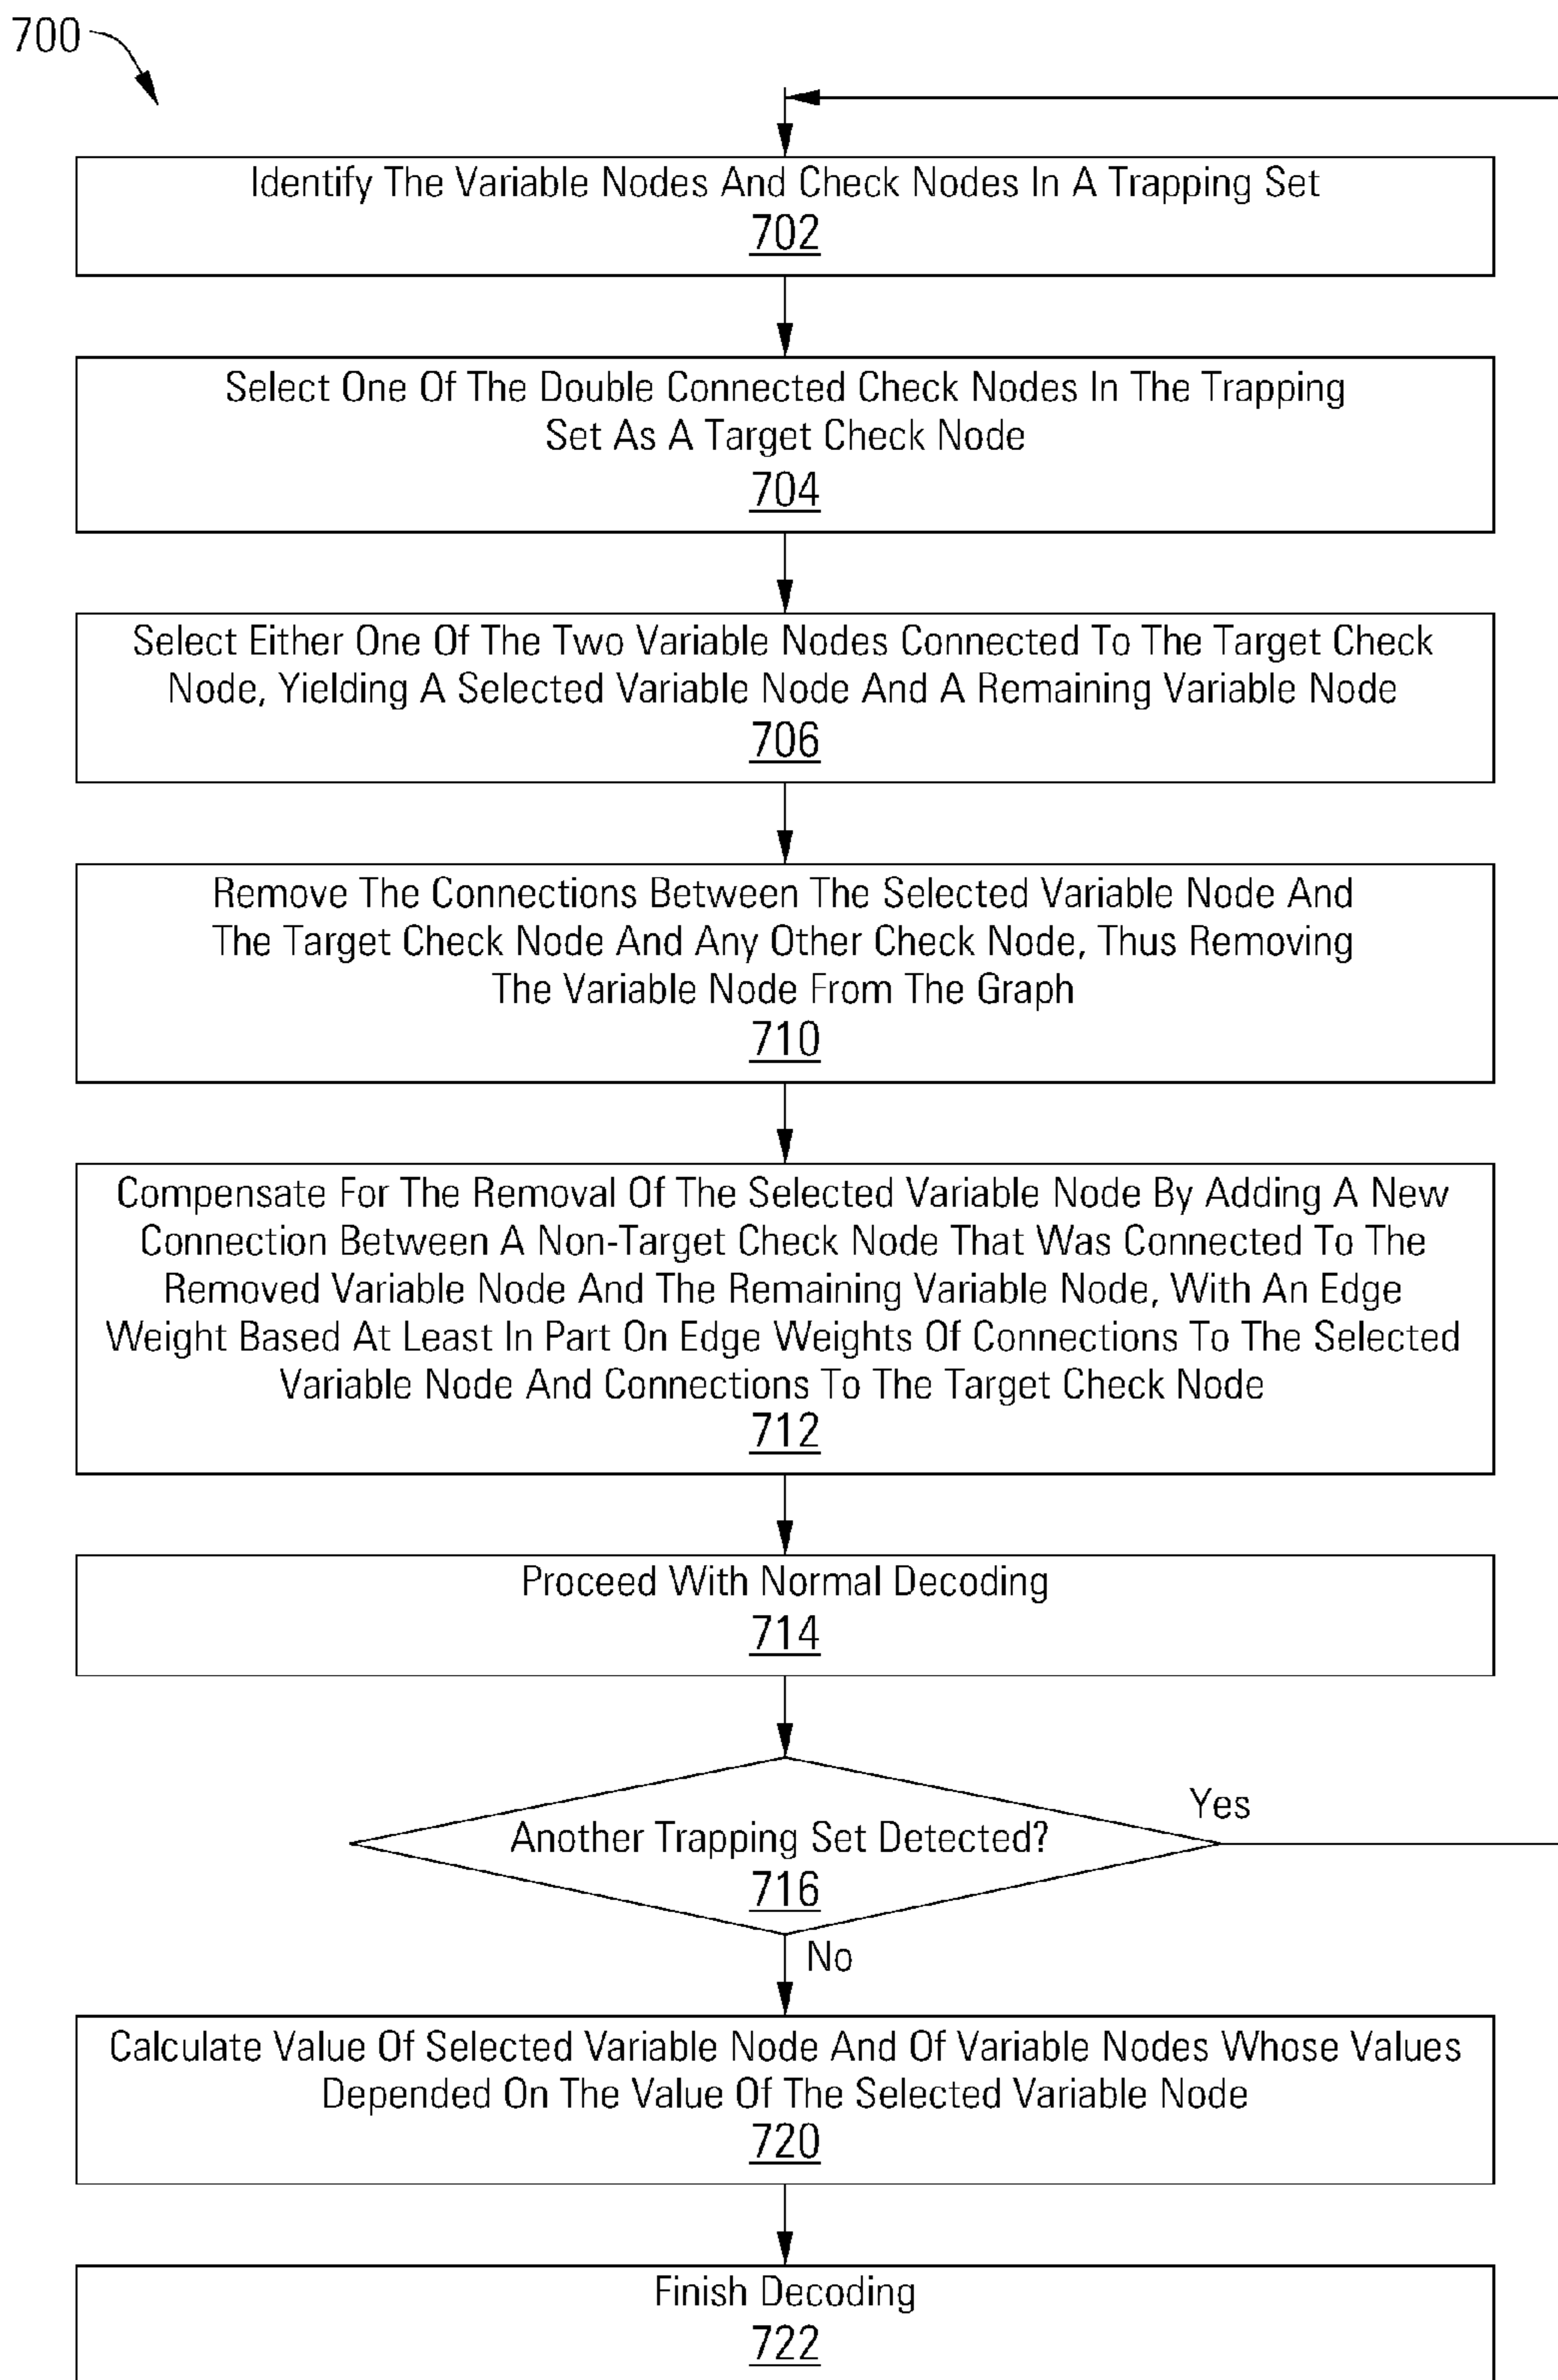 700
Identify The Variable Nodes And Check Nodes In A Trapping Set
702
Select One Of The Double Connected Check Nodes In The Trapping
Set As A Target Check Node
704
Select Either One Of The Two Variable Nodes Connected To The Target Check
Node, Yielding A Selected Variable Node And A Remaining Variable Node
706
Remove The Connections Between The Selected Variable Node And
The Target Check Node And Any Other Check Node, Thus Removing
The Variable Node From The Graph
710
Compensate For The Removal Of The Selected Variable Node By Adding A New
Connection Between A Non-Target Check Node That Was Connected To The
Removed Variable Node And The Remaining Variable Node, With An Edge
Weight Based At Least In Part On Edge Weights Of Connections To The Selected
Variable Node And Connections To The Target Check Node
712
Proceed With Normal Decoding
714
Yes
Another Trapping Set Detected?
716
No
Calculate Value Of Selected Variable Node And Of Variable Nodes Whose Values
Depended On The Value Of The Selected Variable Node
720
Finish Decoding
722